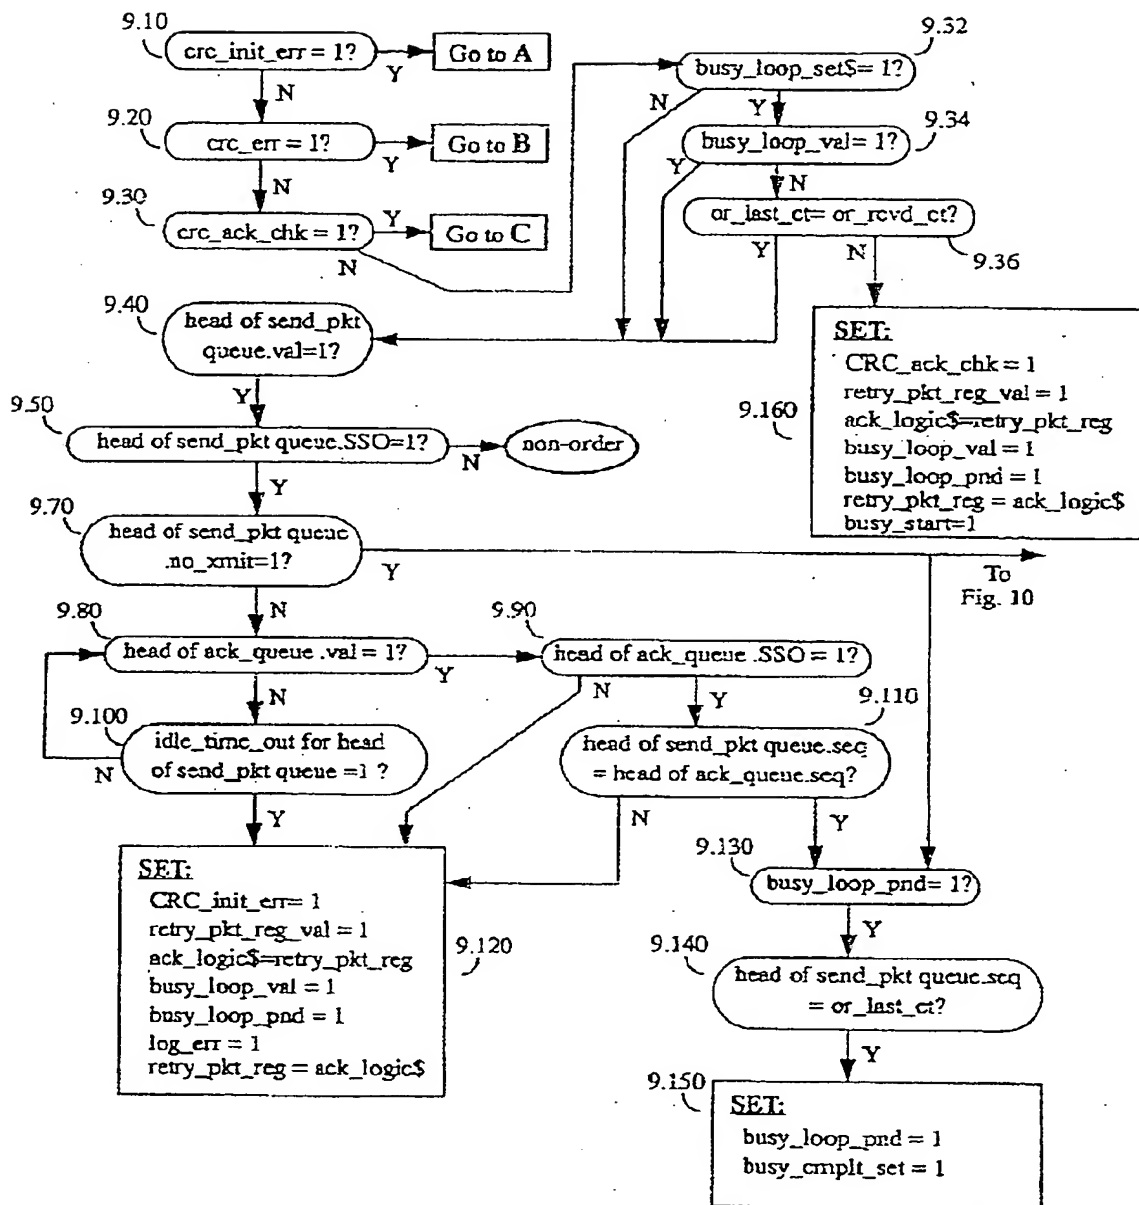 9.10
crc_init_err = 1?
Y
Go to A
N
9.20
crc_err = 1?
Y
Go to B
N
9.30
crc_ack_chk = 1?
Y
Go to C
N
9.32
busy_loop_set$= 1?
N
Y
9.34
busy_loop_val= 1?
Y
N
or_last_ct= or_rcvd_ct?
Y
N
9.36
9.40
head of send_pkt
queue.val=1?
Y
9.160
SET:
CRC_ack_chk = 1
retry_pkt_reg_val = 1
ack_logic$=retry_pkt_reg
busy_loop_val = 1
busy_loop_pnd = 1
retry_pkt_reg = ack_logic$
busy_start=1
9.50
head of send_pkt queue.SSO=1?
N
non-order
Y
9.70
head of send_pkt queue
.no_xmit=1?
Y
To
Fig. 10
N
9.80
head of ack_queue .val= 1?
Y
N
9.90
head of ack_queue .SSO = 1?
N
Y
9.100
idle_time_out for head
of send_pkt queue =1 ?
N
Y
9.110
head of send_pkt queue.seq
= head of ack_queue.seq?
N
Y
9.120
SET:
CRC_init_err= 1
retry_pkt_reg_val = 1
ack_logic$=retry_pkt_reg
busy_loop_val = 1
busy_loop_pnd = 1
log_err = 1
retry_pkt_reg = ack_logic$
9.130
busy_loop_pnd= 1?
Y
9.140
head of send_pkt queue.seq
= or_last_ct?
Y
9.150
SET:
busy_loop_pnd = 1
busy_cmplt_set = 1